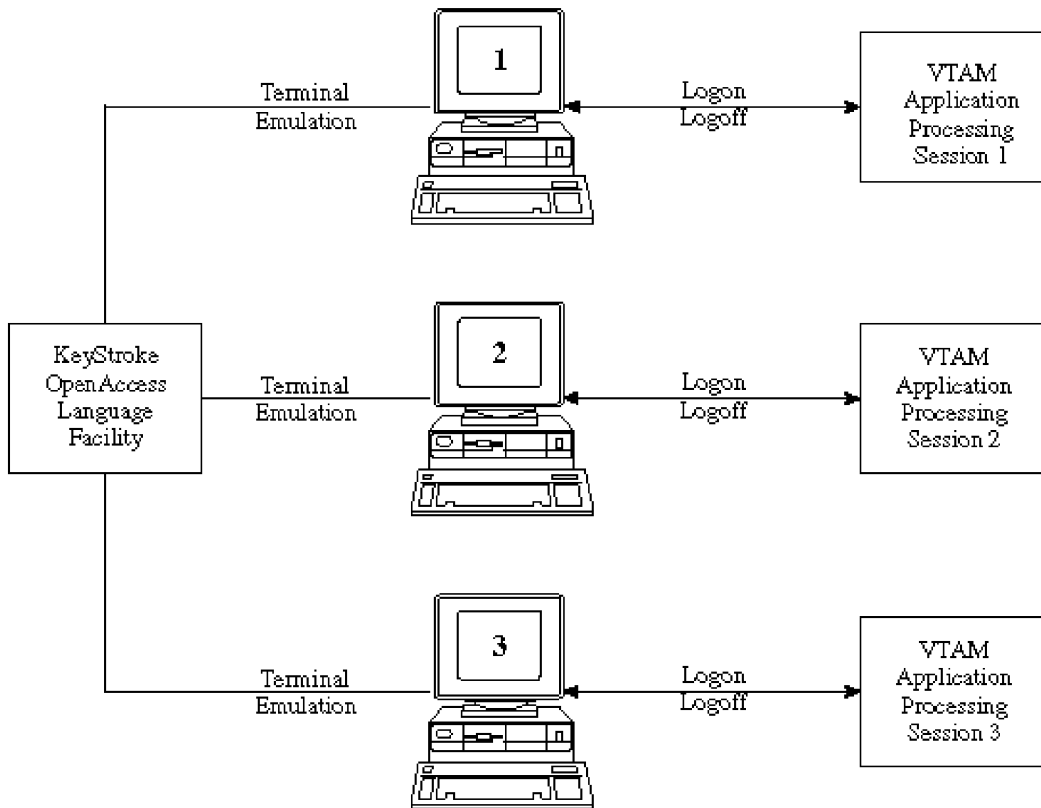 1
Terminal
Emulation
Logon
Logoff
VTAM
Application
Processing
Session 1
KeyStroke
OpenAccess
Language
Facility
2
Terminal
Emulation
Logon
Logoff
VTAM
Application
Processing
Session 2
3
Terminal
Emulation
Logon
Logoff
VTAM
Application
Processing
Session 3